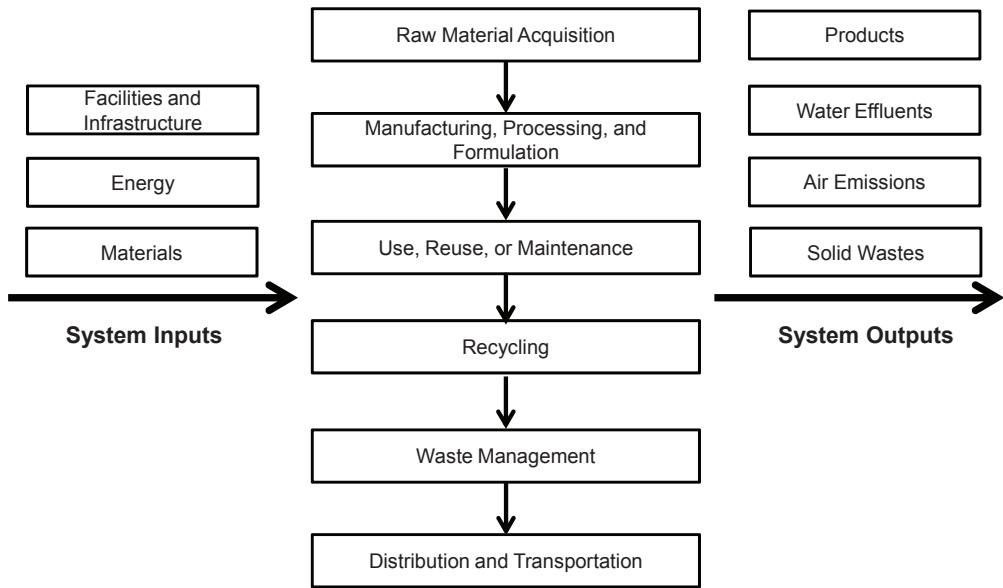 Facilities and
Infrastructure
Energy
Materials
System Inputs
Raw Material Acquisition
Manufacturing, Processing, and
Formulation
Use, Reuse, or Maintenance
Recycling
Waste Management
Distribution and Transportation
Products
Water Effluents
Air Emissions
Solid Wastes
System Outputs